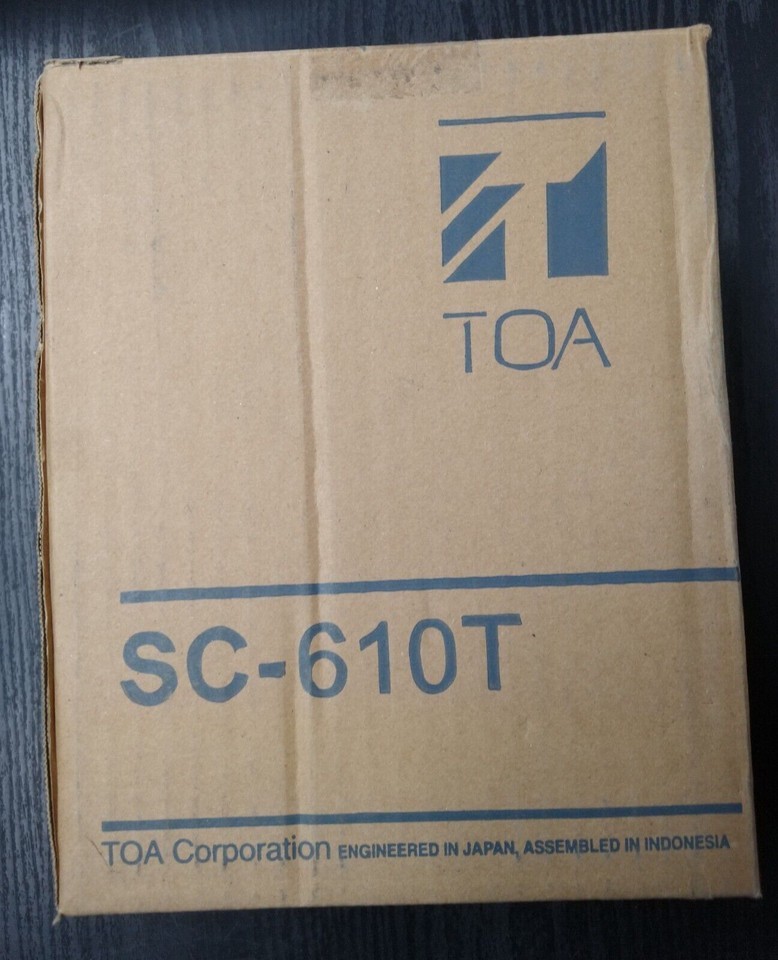 TOA
SC-610T
TOA Corporation ENGINEERED IN JAPAN, ASSEMBLED IN INDONESIA